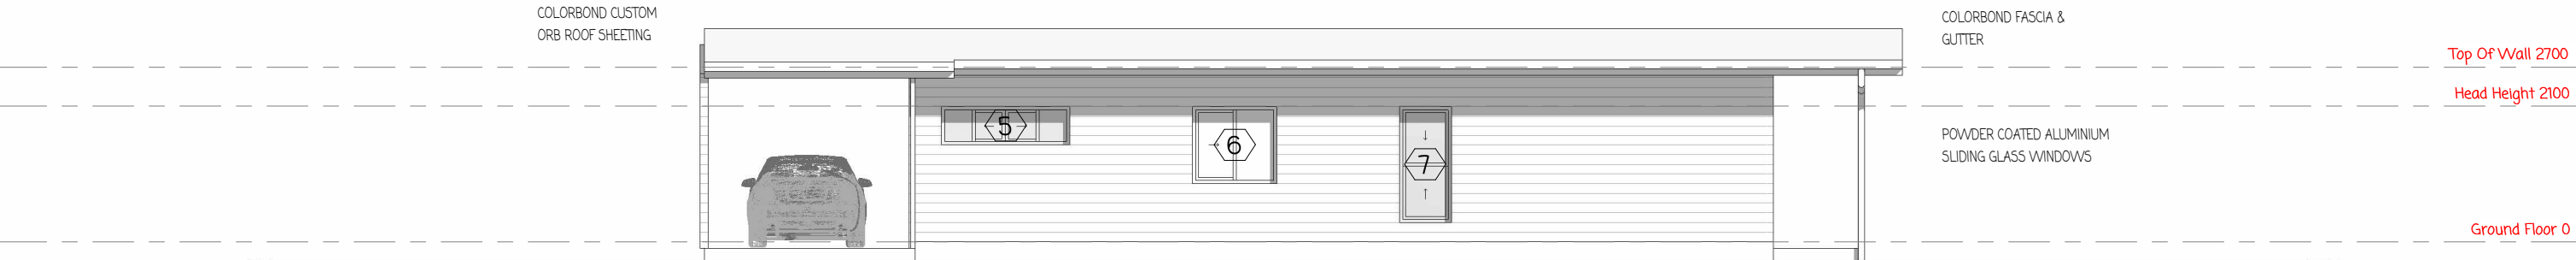 COLORBOND CUSTOM
ORB ROOF SHEETING
COLORBOND FASCIA &
GUTTER
Top Of Wall 2700
Head Height 2100
5
6
7
POWDER COATED ALUMINIUM
SLIDING GLASS WINDOWS
Ground Floor 0